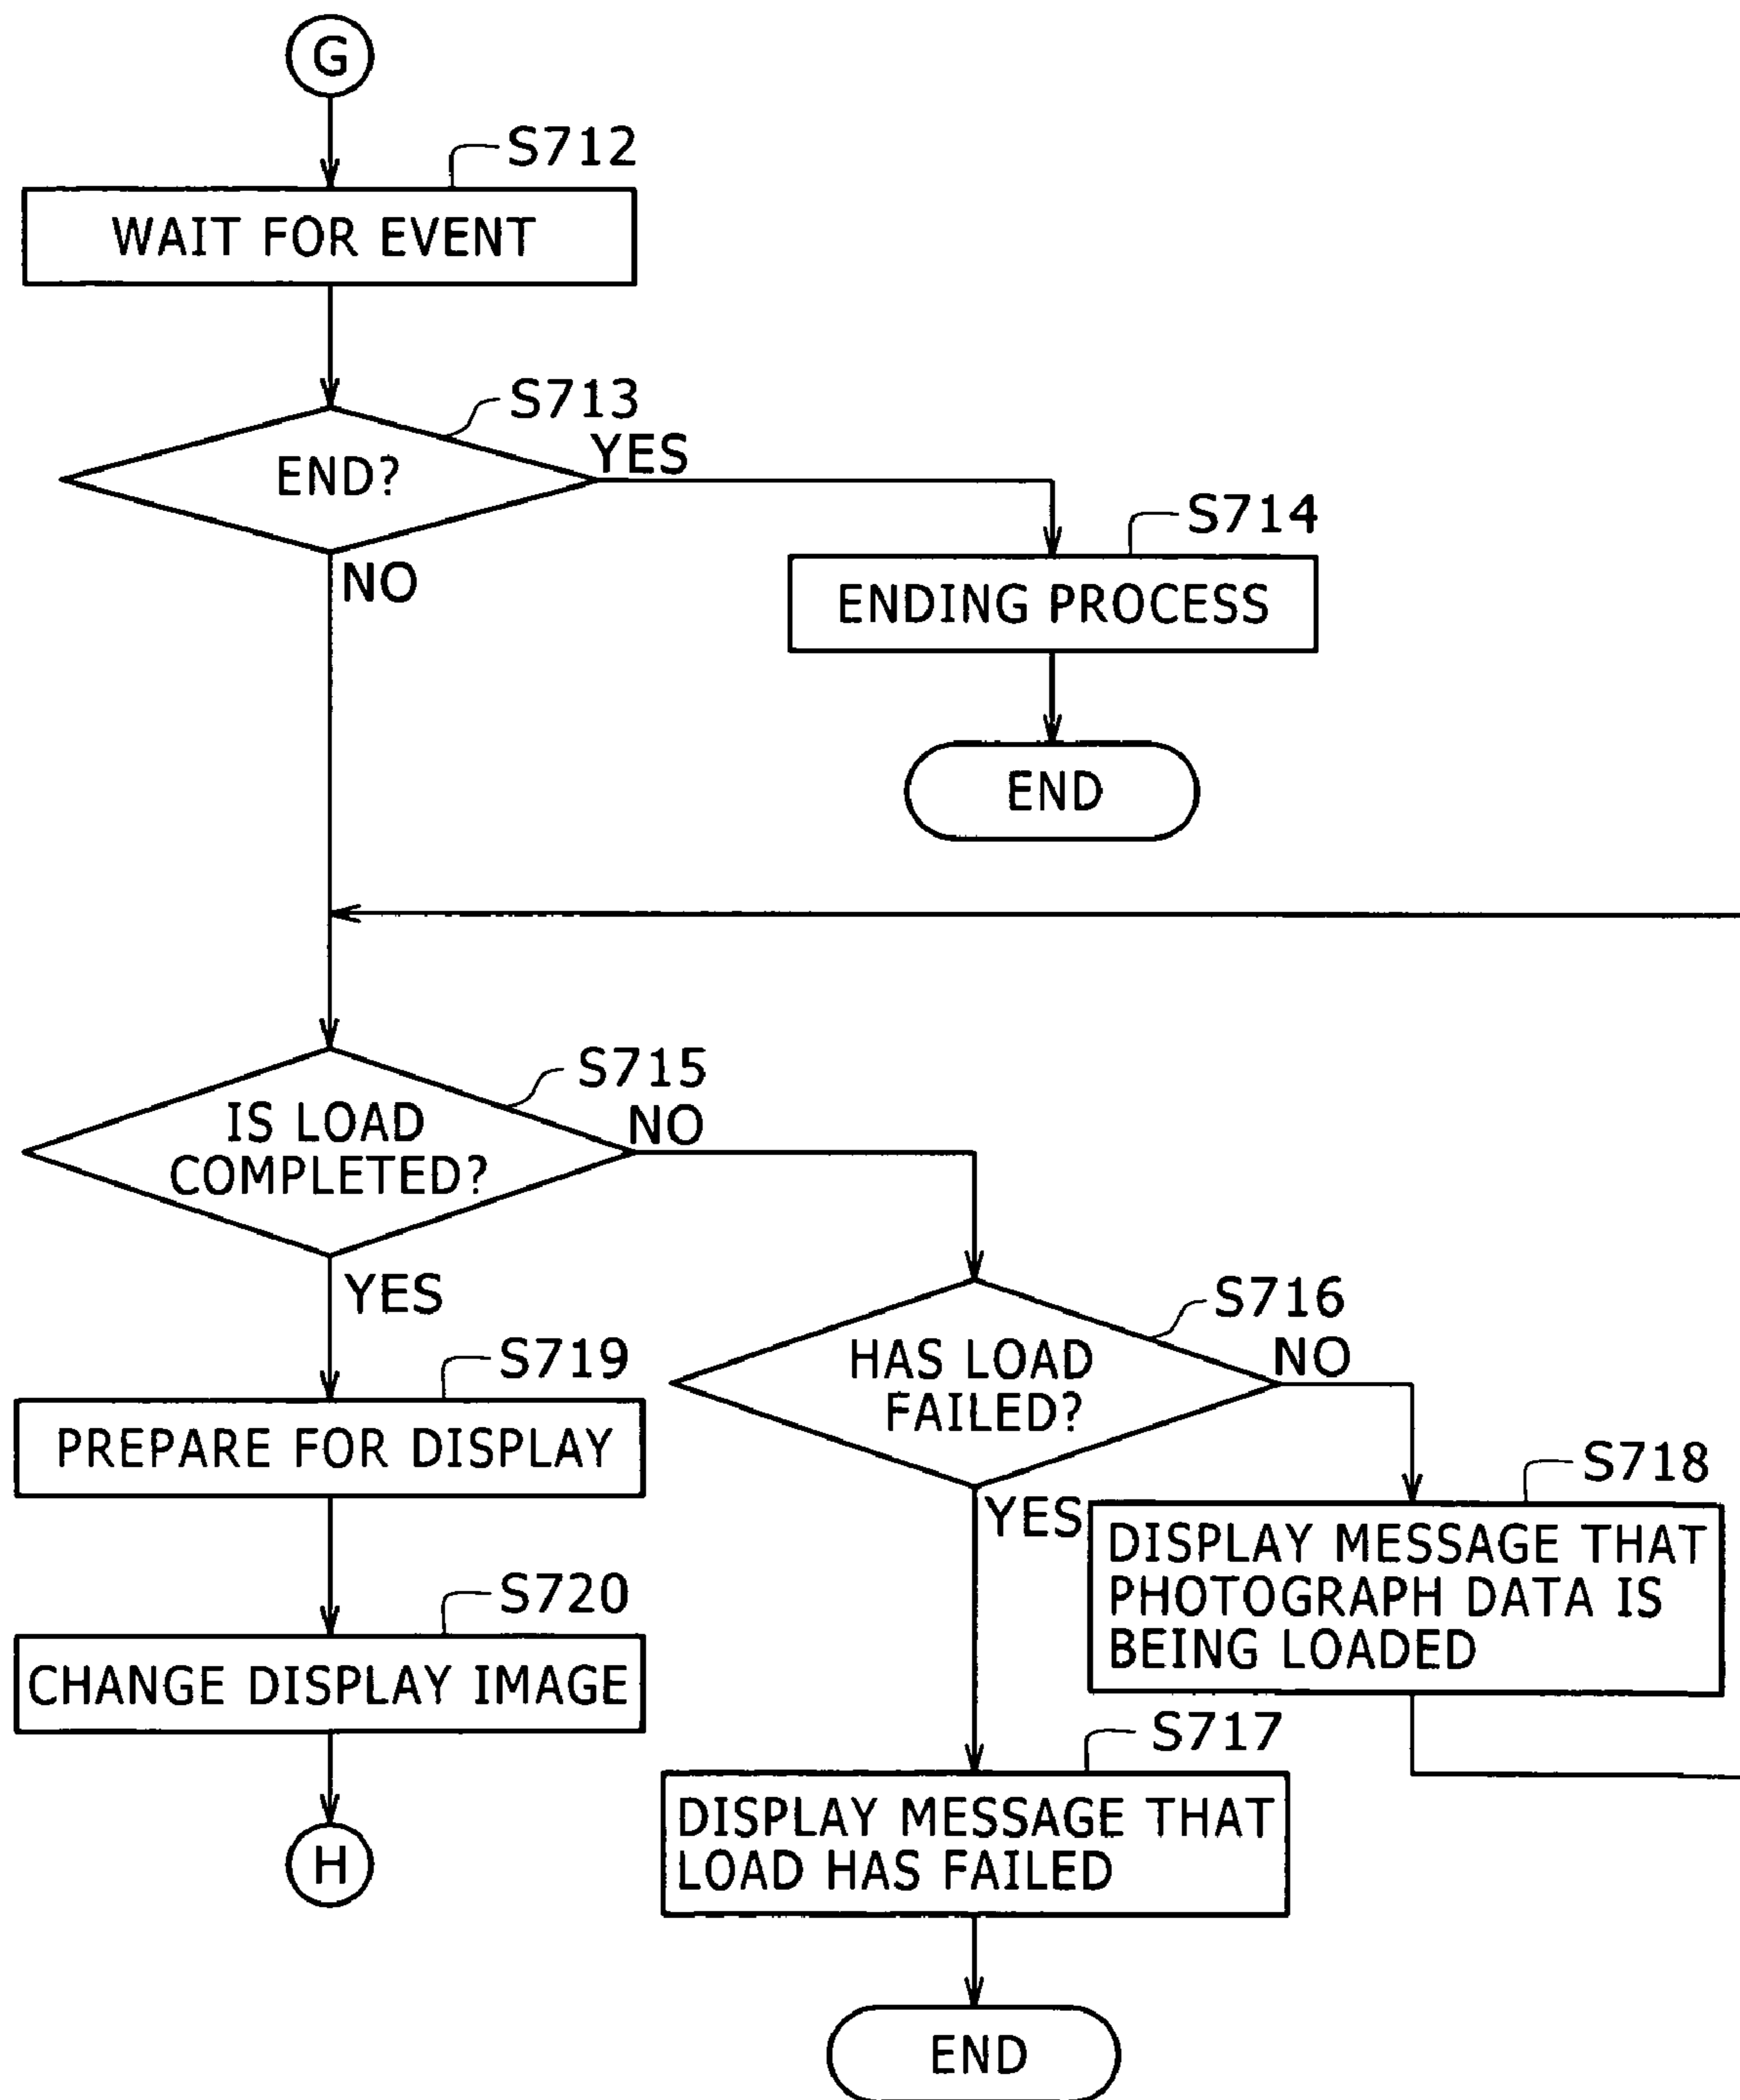 G
S712
WAIT FOR EVENT
S713
END?
YES
NO
S714
ENDING PROCESS
END
S715
IS LOAD
COMPLETED?
NO
YES
S716
HAS LOAD
FAILED?
NO
YES
S719
PREPARE FOR DISPLAY
S718
DISPLAY MESSAGE THAT
PHOTOGRAPH DATA IS
BEING LOADED
S720
CHANGE DISPLAY IMAGE
S717
DISPLAY MESSAGE THAT
LOAD HAS FAILED
H
END